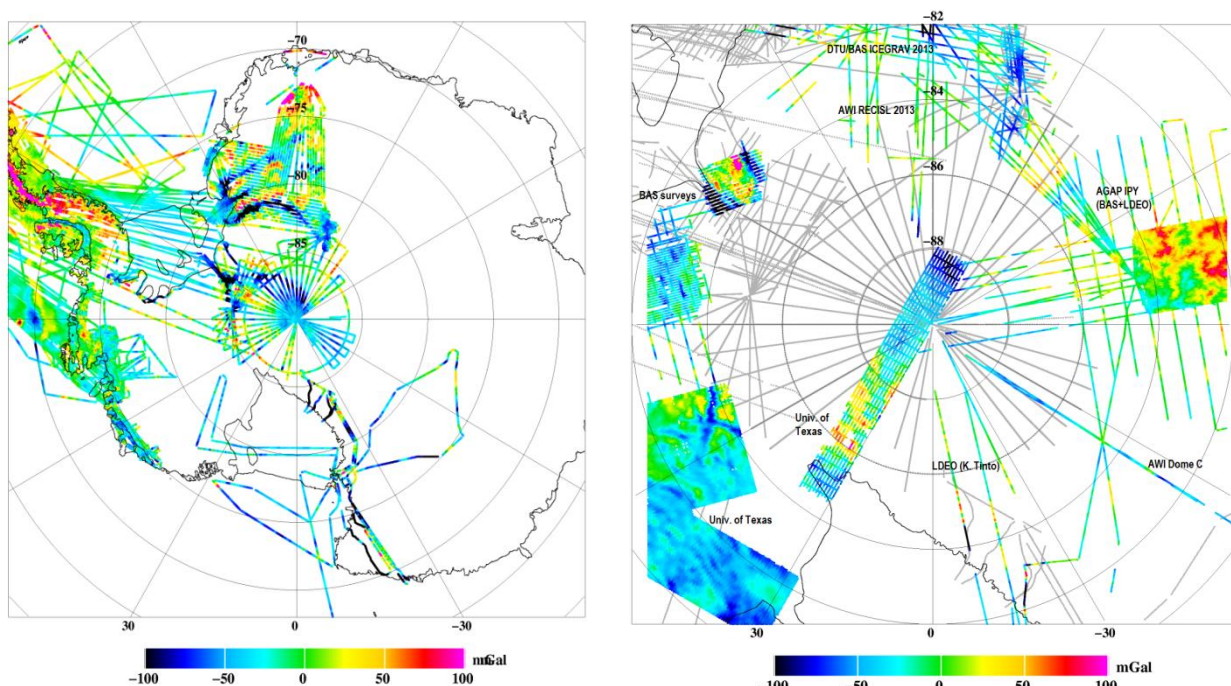 −70
−75
−80
−85
30
0
−30
−100
−50
0
50
100
mGal
−82
N
DTU/BAS ICEGRAV 2013
−84
AWI RECISL 2013
−86
BAS surveys
AGAP IPY
(BAS+LDEO)
−88
Univ. of
Texas
LDEO (K. Tinto)
AWI Dome C
Univ. of Texas
30
0
−30
100
50
0
50
100
mGal